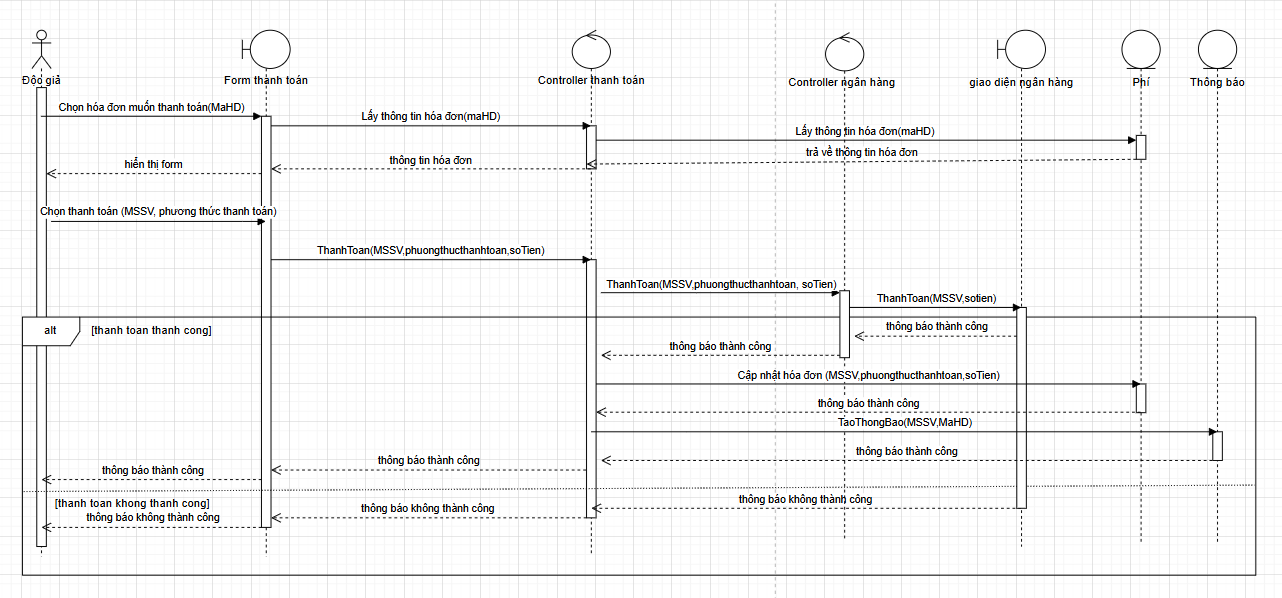 Độc giả
Form thanh toán
Controller thanh toán
Controller ngân hàng
giao diện ngân hàng
Phí
Thông báo
Chọn hóa đơn muốn thanh toán(MaHD)
Lấy thông tin hóa đơn(maHD)
Lấy thông tin hóa đơn(maHD)
trả về thông tin hóa đơn
thông tin hóa đơn
hiển thị form
Chọn thanh toán (MSSV, phương thức thanh toán)
ThanhToan(MSSV,phuongthucthanhtoan,soTien)
ThanhToan(MSSV,phuongthucthanhtoan, soTien)
ThanhToan(MSSV,sotien)
alt
[thanh toan thanh cong]
thông báo thành công
thông báo thành công
Cập nhật hóa đơn (MSSV,phuongthucthanhtoan,soTien)
thông báo thành công
TaoThongBao(MSSV,MaHD)
thông báo thành công
thông báo thành công
thông báo thành công
[thanh toan khong thanh cong]
thông báo không thành công
thông báo không thành công
thông báo không thành công